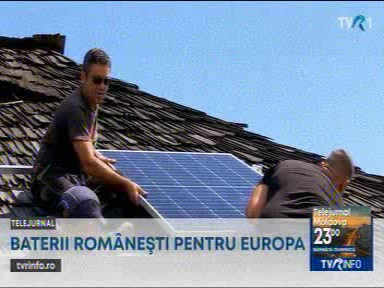 TVR1
TELEJURNAL
BATERII ROMÂNEȘTI PENTRU EUROPA
tvrinfo.ro
Telejurnal
Moldova
23:00
TVR INFO